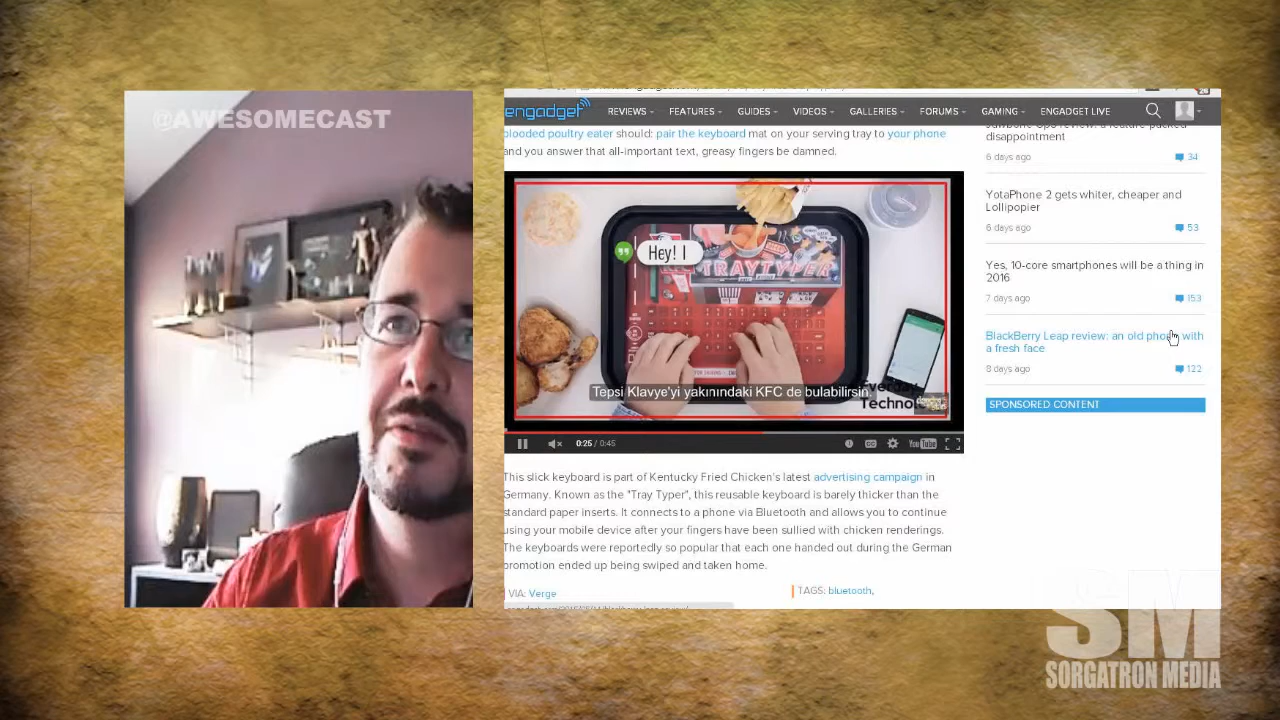 @AWESOMECAST
engadget
REVIEWS
FEATURES
GUIDES
VIDEOS
GALLERIES
FORUMS
GAMING
ENGADGET LIVE
blooded poultry eater should: pair the keyboard mat on your serving tray to your phone
and you answer that all-important text, greasy fingers be damned.
Hey! I
TRAYTYPER
Tepsi Klavye'yi yakınındaki KFC de bulabilirsin.
Everyday
Technolo
0:25 / 0:45
CC
YouTube
This slick keyboard is part of Kentucky Fried Chicken's latest advertising campaign in
Germany. Known as the "Tray Typer", this reusable keyboard is barely thicker than the
standard paper inserts. It connects to a phone via Bluetooth and allows you to continue
using your mobile device after your fingers have been sullied with chicken renderings.
The keyboards were reportedly so popular that each one handed out during the German
promotion ended up being swiped and taken home.
VIA: Verge
TAGS: bluetooth,
Jawbone Up3 review: a feature-packed
disappointment
6 days ago
34
YotaPhone 2 gets whiter, cheaper and
Lollipopier
6 days ago
53
Yes, 10-core smartphones will be a thing in
2016
7 days ago
153
BlackBerry Leap review: an old phone with
a fresh face
8 days ago
122
SPONSORED CONTENT
SM
SORGATRON MEDIA